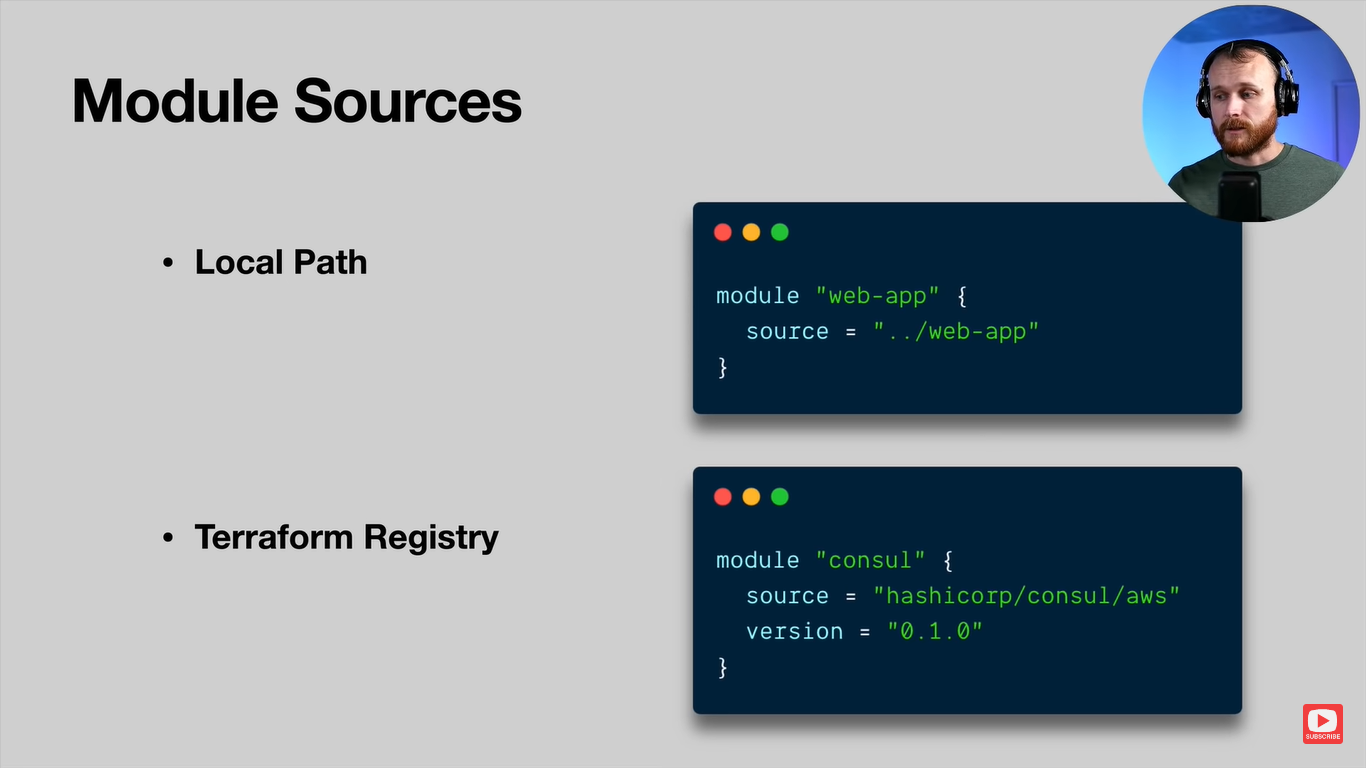 Module Sources
• Local Path
module "web-app" {
source = "../web-app"
}
• Terraform Registry
module "consul" {
source = "hashicorp/consul/aws"
version = "0.1.0"
}
SUBSCRIBE